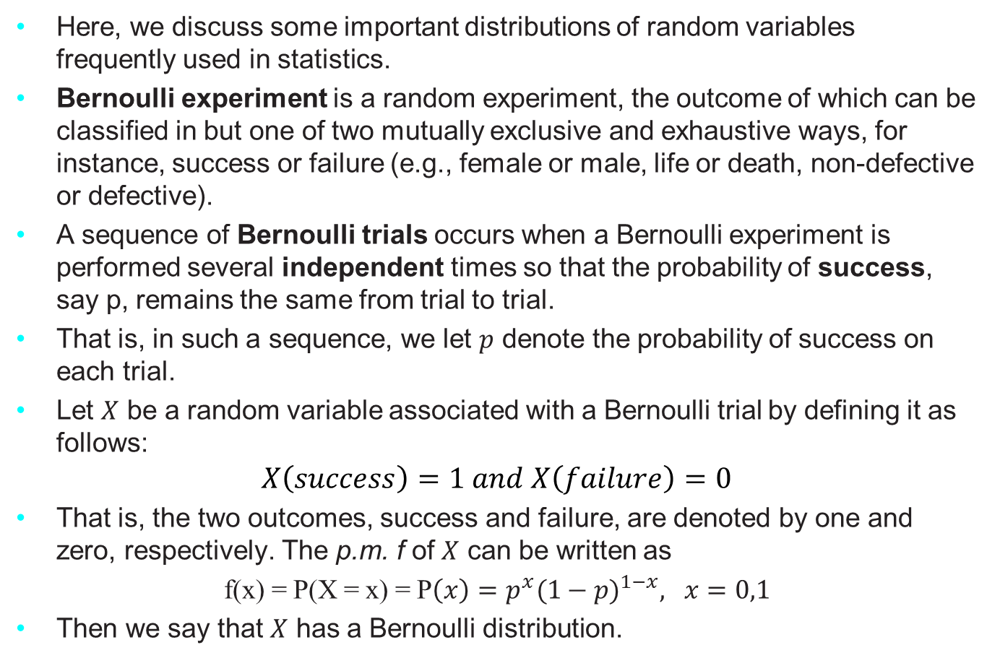 • Here, we discuss some important distributions of random variables
frequently used in statistics.
• Bernoulli experiment is a random experiment, the outcome of which can be
classified in but one of two mutually exclusive and exhaustive ways, for
instance, success or failure (e.g., female or male, life or death, non-defective
or defective).
• A sequence of Bernoulli trials occurs when a Bernoulli experiment is
performed several independent times so that the probability of success,
say p, remains the same from trial to trial.
• That is, in such a sequence, we let p denote the probability of success on
each trial.
• Let X be a random variable associated with a Bernoulli trial by defining it as
follows:
X(success) = 1 and X(failure) = 0
• That is, the two outcomes, success and failure, are denoted by one and
zero, respectively. The p.m. f of X can be written as
f(x) = P(X = x) = P(x) = pˣ(1 − p)¹⁻ˣ, x = 0,1
• Then we say that X has a Bernoulli distribution.